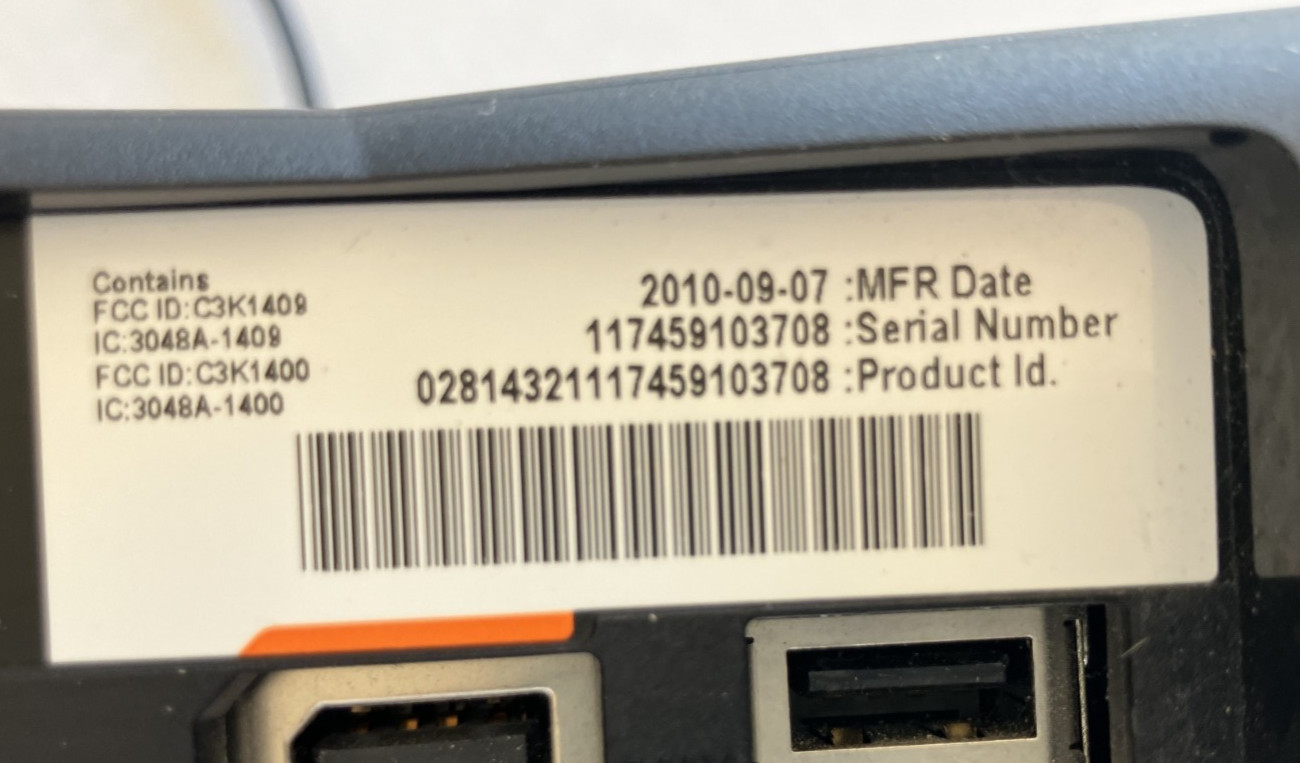 Contains
FCC ID:C3K1409
IC:3048A-1409
FCC ID:C3K1400
IC:3048A-1400
2010-09-07 :MFR Date
117459103708 :Serial Number
02814321117459103708 :Product Id.